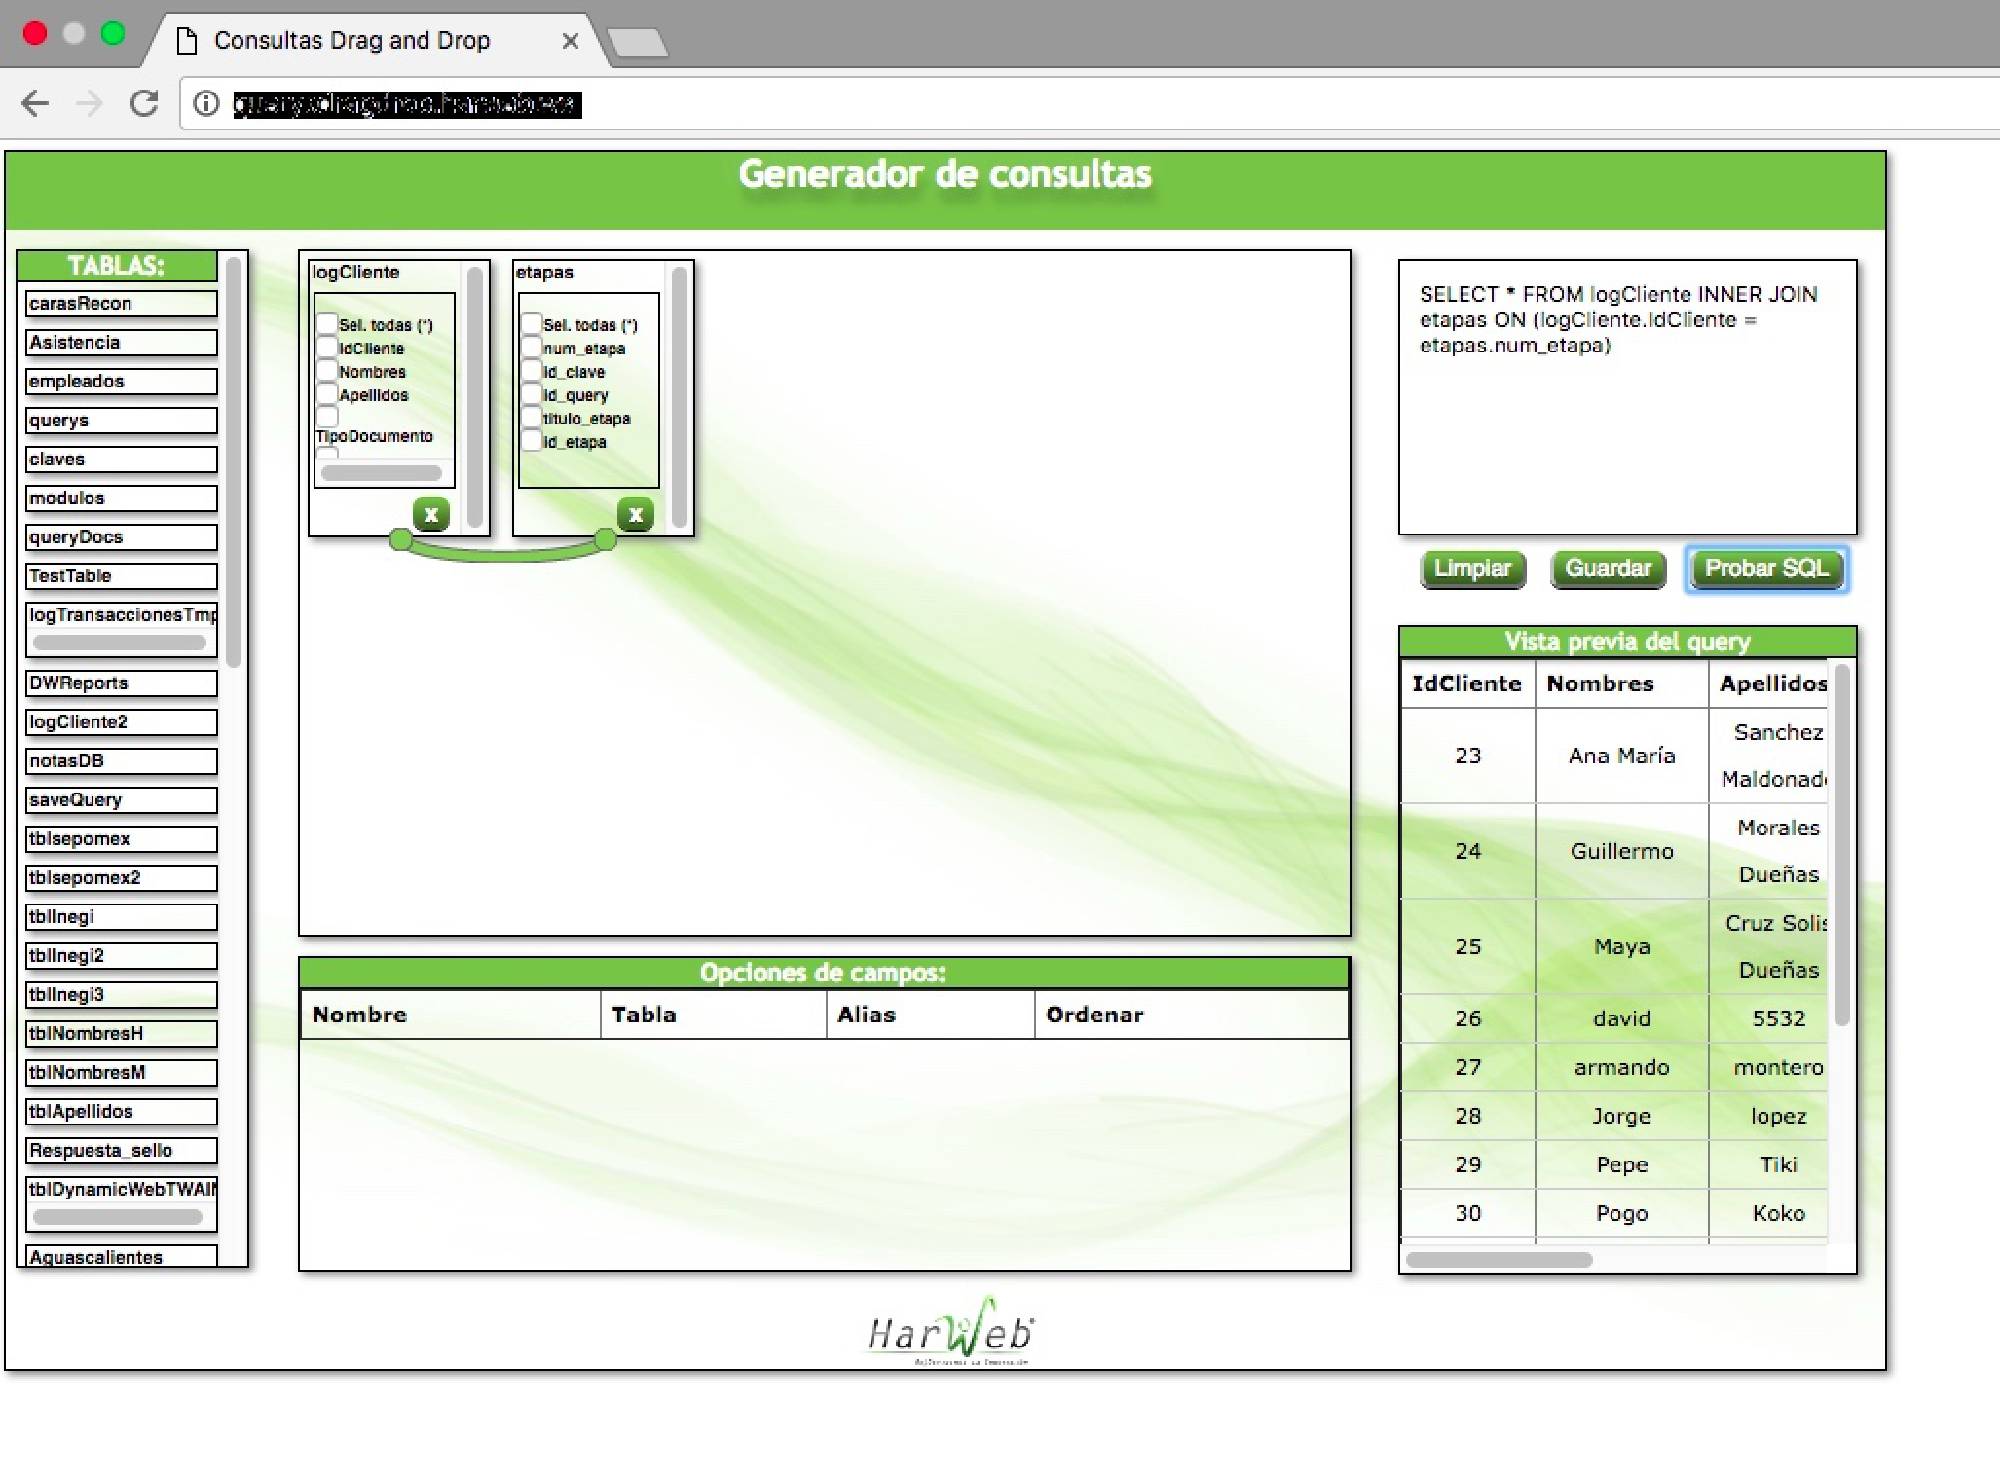 Consultas Drag and Drop
Generador de consultas
TABLAS:
carasRecon
Asistencia
empleados
querys
claves
modulos
queryDocs
TestTable
logTransaccionesTmp
DWReports
logCliente2
notasDB
saveQuery
tblsepomex
tblsepomex2
tblInegi
tblInegi2
tblInegi3
tblNombresH
tblNombresM
tblApellidos
Respuesta_sello
tblDynamicWebTWAIN
Aguascalientes
logCliente
Sel. todas (*)
IdCliente
Nombres
Apellidos
TipoDocumento
x
etapas
Sel. todas (*)
num_etapa
id_clave
id_query
titulo_etapa
id_etapa
x
Opciones de campos:
Nombre Tabla Alias Ordenar
SELECT * FROM logCliente INNER JOIN
etapas ON (logCliente.IdCliente =
etapas.num_etapa)
Limpiar Guardar Probar SQL
Vista previa del query
IdCliente Nombres Apellidos
23 Ana María Sanchez
Maldonado
24 Guillermo Morales
Dueñas
25 Maya Cruz Solis
Dueñas
26 david 5532
27 armando montero
28 Jorge lopez
29 Pepe Tiki
30 Pogo Koko
HarWeb